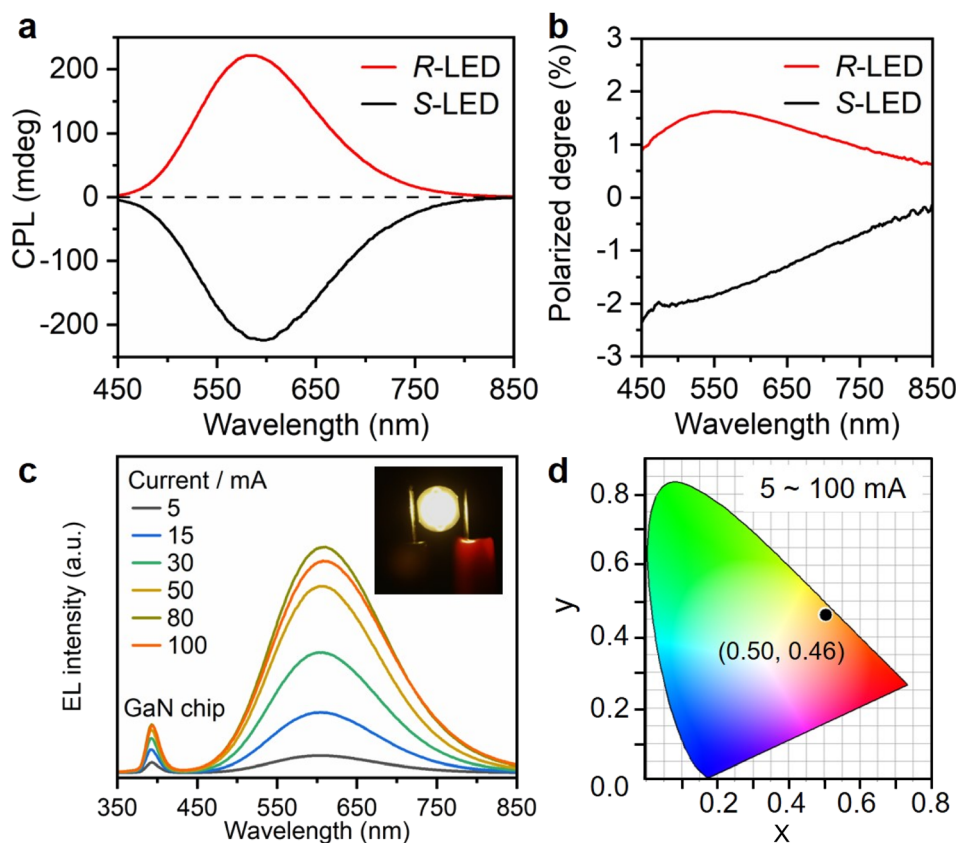 a
CPL (mdeg)
200
100
0
-100
-200
R-LED
S-LED
450
550
650
750
850
Wavelength (nm)
b
Polarized degree (%)
3
2
1
0
-1
-2
-3
R-LED
S-LED
450
550
650
750
850
Wavelength (nm)
c
EL intensity (a.u.)
Current / mA
5
15
30
50
80
100
GaN chip
350
450
550
650
750
850
Wavelength (nm)
d
5 ~ 100 mA
y
0.8
0.6
0.4
0.2
0.0
(0.50, 0.46)
0.2
0.4
0.6
0.8
X